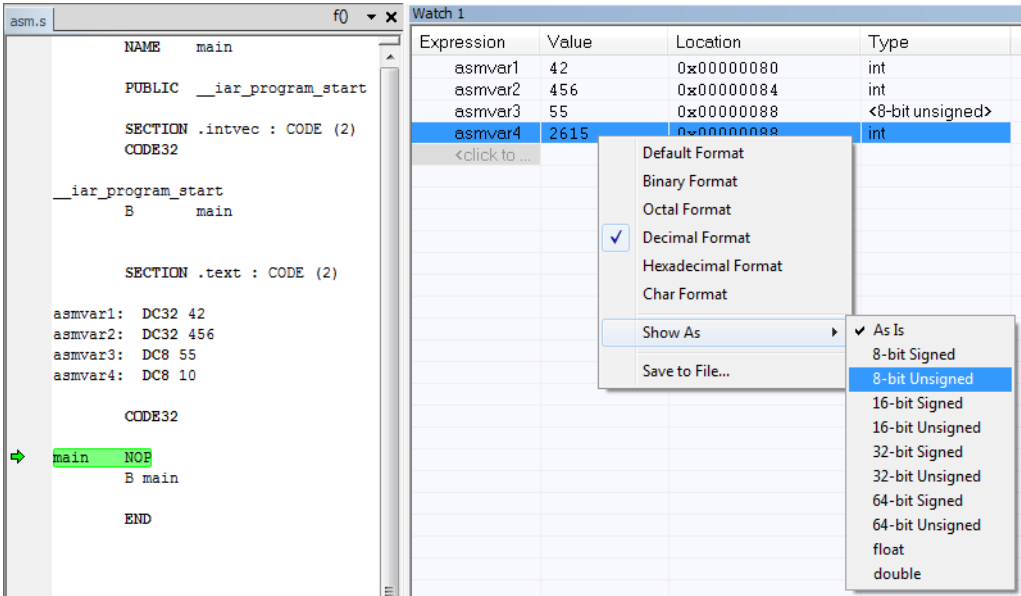 asm.s
f()
NAME main
PUBLIC __iar_program_start
SECTION .intvec : CODE (2)
CODE32
__iar_program_start
B main
SECTION .text : CODE (2)
asmvar1: DC32 42
asmvar2: DC32 456
asmvar3: DC8 55
asmvar4: DC8 10
CODE32
main NOP
B main
END
Watch 1
Expression Value Location Type
asmvar1 42 0x00000080 int
asmvar2 456 0x00000084 int
asmvar3 55 0x00000088 <8-bit unsigned>
asmvar4 2615 0x00000088 int
<click to ...
Default Format
Binary Format
Octal Format
Decimal Format
Hexadecimal Format
Char Format
Show As
Save to File...
As Is
8-bit Signed
8-bit Unsigned
16-bit Signed
16-bit Unsigned
32-bit Signed
32-bit Unsigned
64-bit Signed
64-bit Unsigned
float
double